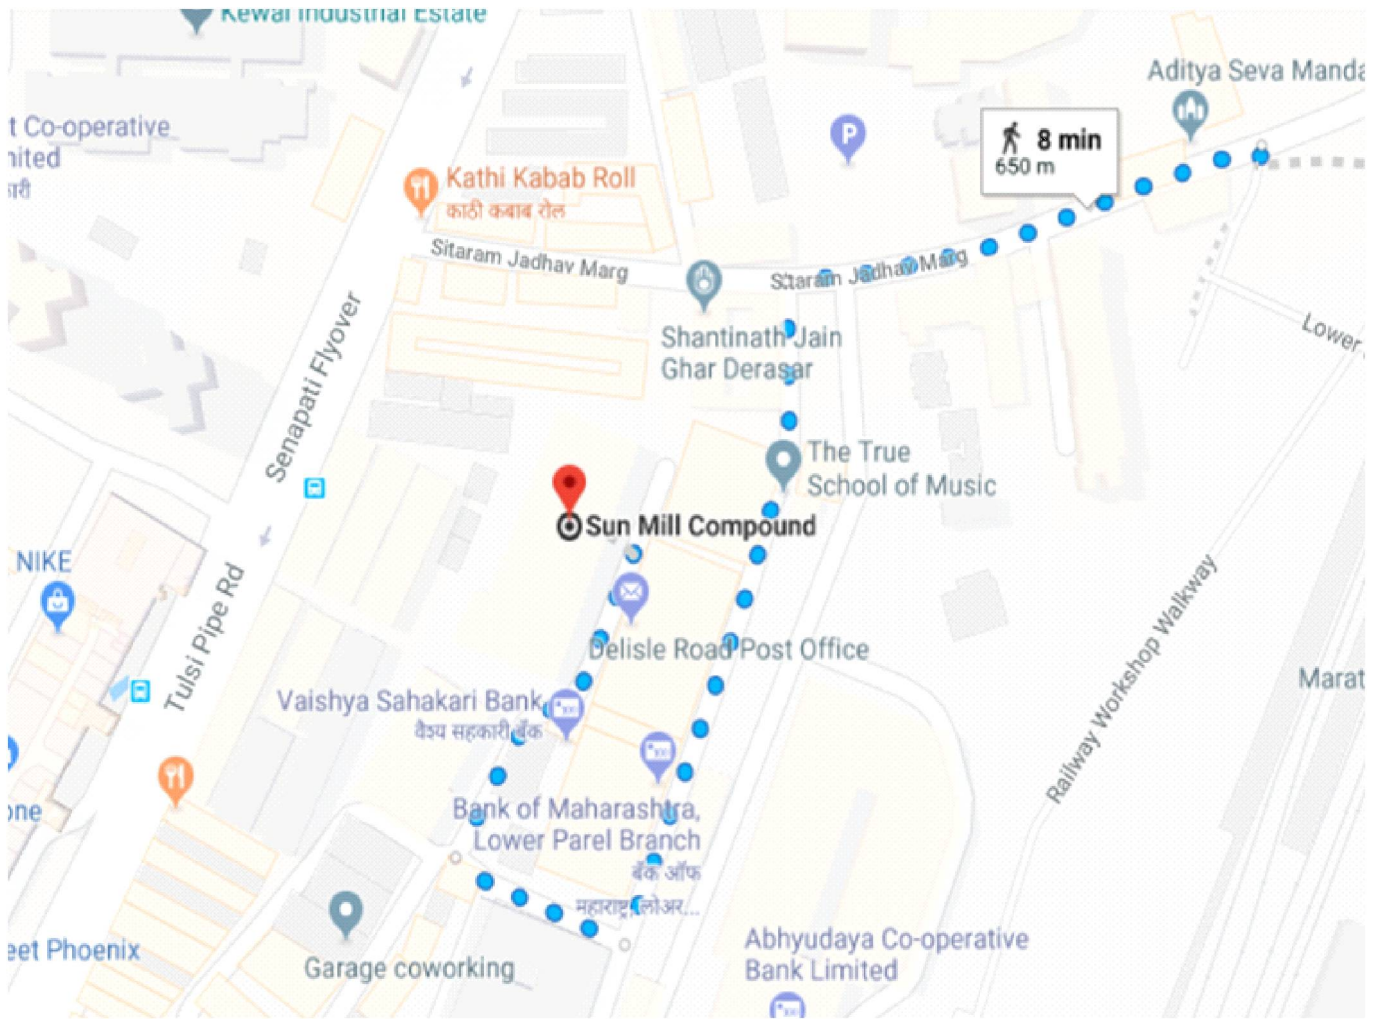 Kewal Industrial Estate
Aditya Seva Manda
t Co-operative
nited
कारी
8 min
650 m
P
Kathi Kabab Roll
काठी कबाब रोल
Sitaram Jadhav Marg
Sitaram Jadhav Marg
Shantinath Jain
Ghar Derasar
Lower
Senapati Flyover
The True
School of Music
Sun Mill Compound
NIKE
Tulsi Pipe Rd
Delisle Road Post Office
Railway Workshop Walkway
Marat
Vaishya Sahakari Bank
वैश्य सहकारी बँक
one
Bank of Maharashtra,
Lower Parel Branch
बँक ऑफ
महाराष्ट्र, लोअर...
eet Phoenix
Garage coworking
Abhyudaya Co-operative
Bank Limited